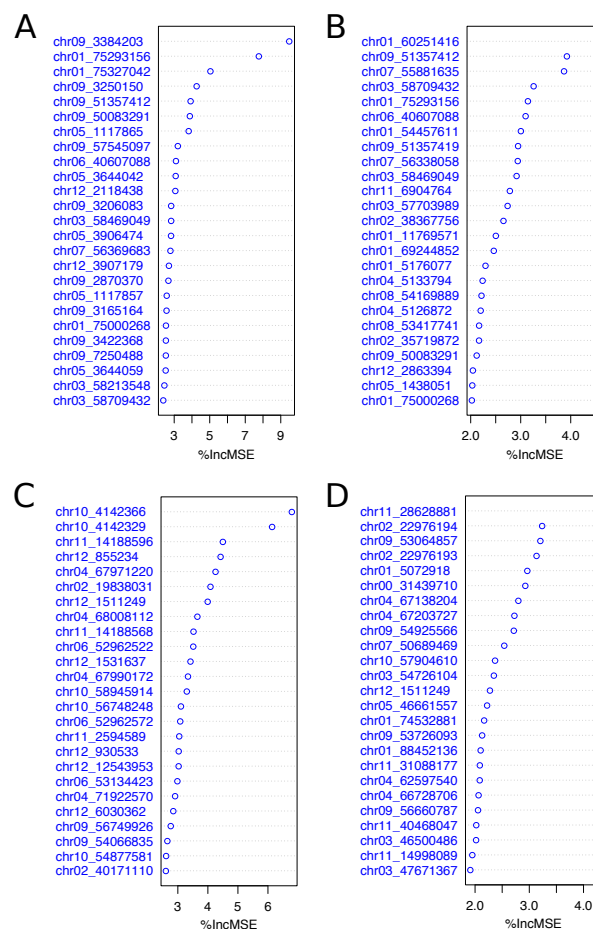 A
chr09_3384203
chr01_75293156
chr01_75327042
chr09_3250150
chr09_51357412
chr09_50083291
chr05_1117865
chr09_57545097
chr06_40607088
chr05_3644042
chr12_2118438
chr09_3206083
chr03_58469049
chr05_3906474
chr07_56369683
chr12_3907179
chr09_2870370
chr05_1117857
chr09_3165164
chr01_75000268
chr09_3422368
chr09_7250488
chr05_3644059
chr03_58213548
chr03_58709432
3 5 7 9
%IncMSE
B
chr01_60251416
chr09_51357412
chr07_55881635
chr03_58709432
chr01_75293156
chr06_40607088
chr01_54457611
chr09_51357419
chr07_56338058
chr03_58469049
chr11_6904764
chr03_57703989
chr02_38367756
chr01_11769571
chr01_69244852
chr01_5176077
chr04_5133794
chr08_54169889
chr04_5126872
chr08_53417741
chr02_35719872
chr09_50083291
chr12_2863394
chr05_1438051
chr01_75000268
2.0 3.0 4.0
%IncMSE
C
chr10_4142366
chr10_4142329
chr11_14188596
chr12_855234
chr04_67971220
chr02_19838031
chr12_1511249
chr04_68008112
chr11_14188568
chr06_52962522
chr12_1531637
chr04_67990172
chr10_58945914
chr10_56748248
chr06_52962572
chr11_2594589
chr12_930533
chr12_12543953
chr06_53134423
chr04_71922570
chr12_6030362
chr09_56749926
chr09_54066835
chr10_54877581
chr02_40171110
3 4 5 6
%IncMSE
D
chr11_28628881
chr02_22976194
chr09_53064857
chr02_22976193
chr01_5072918
chr00_31439710
chr04_67138204
chr04_67203727
chr09_54925566
chr07_50689469
chr10_57904610
chr03_54726104
chr12_1511249
chr05_46661557
chr01_74532881
chr09_53726093
chr01_88452136
chr11_31088177
chr04_62597540
chr04_66728706
chr09_56660787
chr11_40468047
chr03_46500486
chr11_14998089
chr03_47671367
2.0 3.0 4.0
%IncMSE